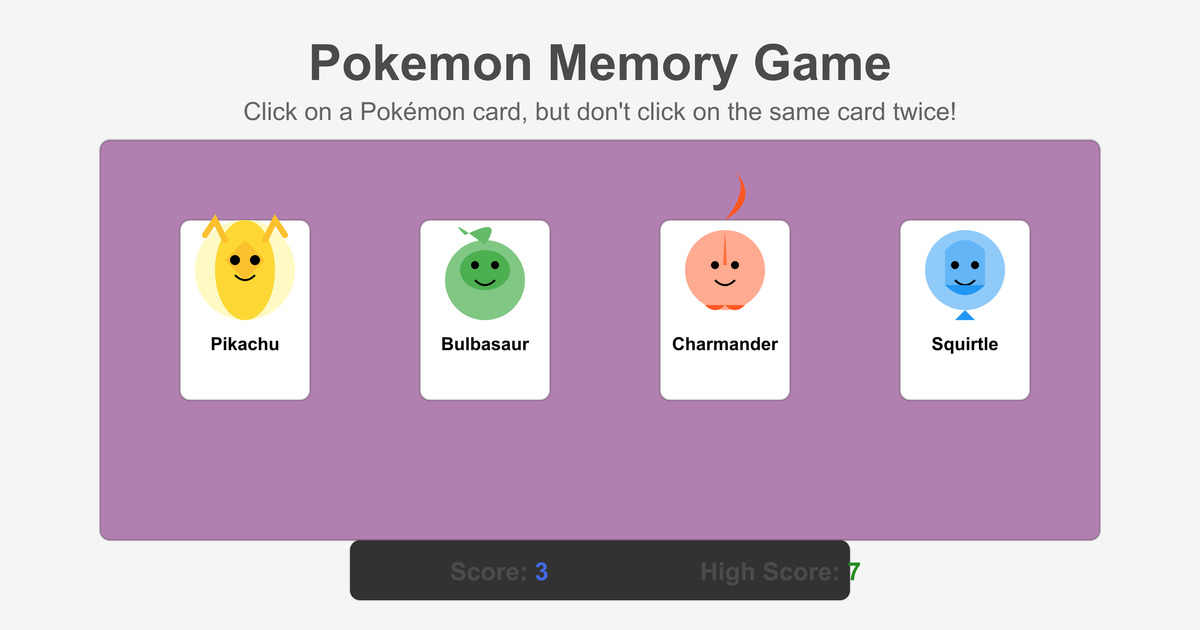 Pokemon Memory Game
Click on a Pokémon card, but don't click on the same card twice!
Pikachu
Bulbasaur
Charmander
Squirtle
Score: 3
High Score: 7